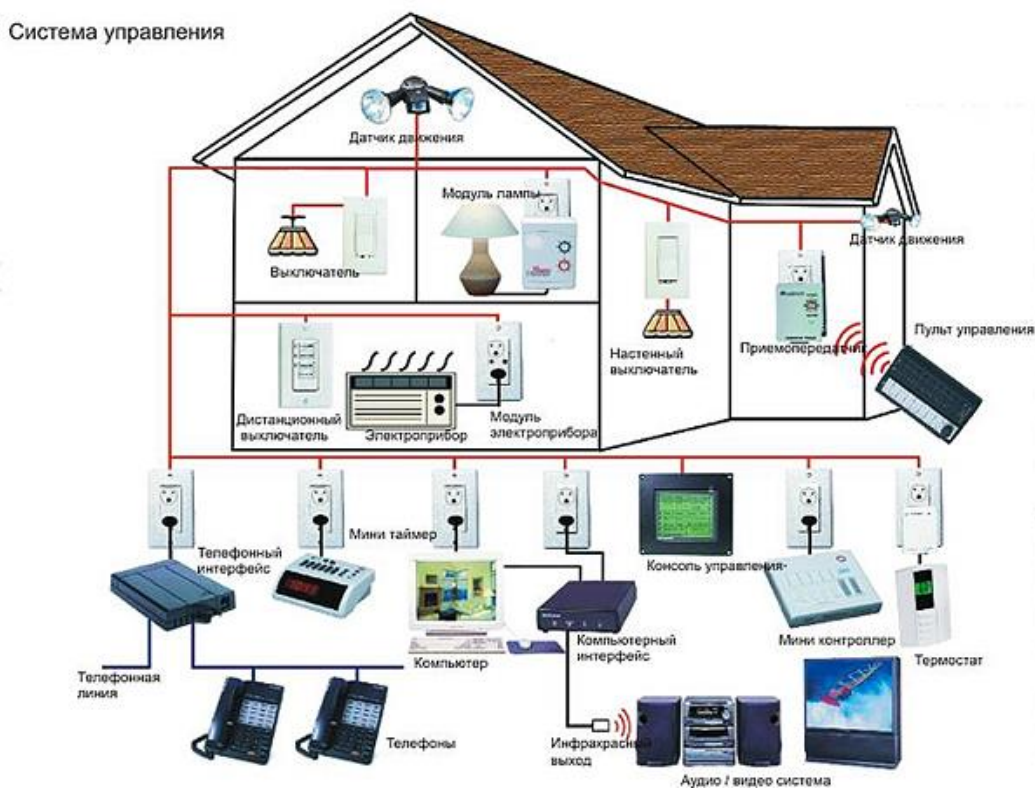 Система управления
Датчик движения
Модуль лампы
Выключатель
Датчик движения
Пульт управления
Приемопередатчик
Настенный
выключатель
Дистанционный
выключатель
Электроприбор
Модуль
электроприбора
Мини таймер
Телефонный
интерфейс
Консоль управления-
Компьютер
Компьютерный
интерфейс
Мини контроллер
Термостат
Телефонная
линия
Телефоны
Инфракрасный
выход
Аудио / видео система